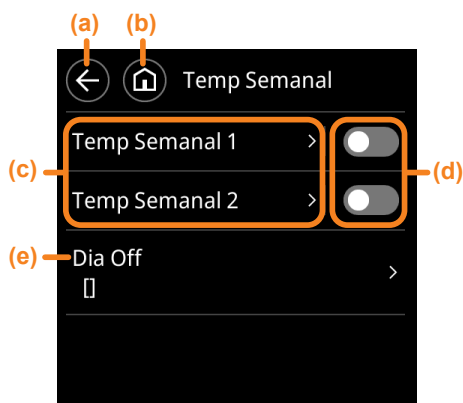 (a) (b)
Temp Semanal
Temp Semanal 1 >
(c) (d)
Temp Semanal 2 >
(e) Dia Off >
[]